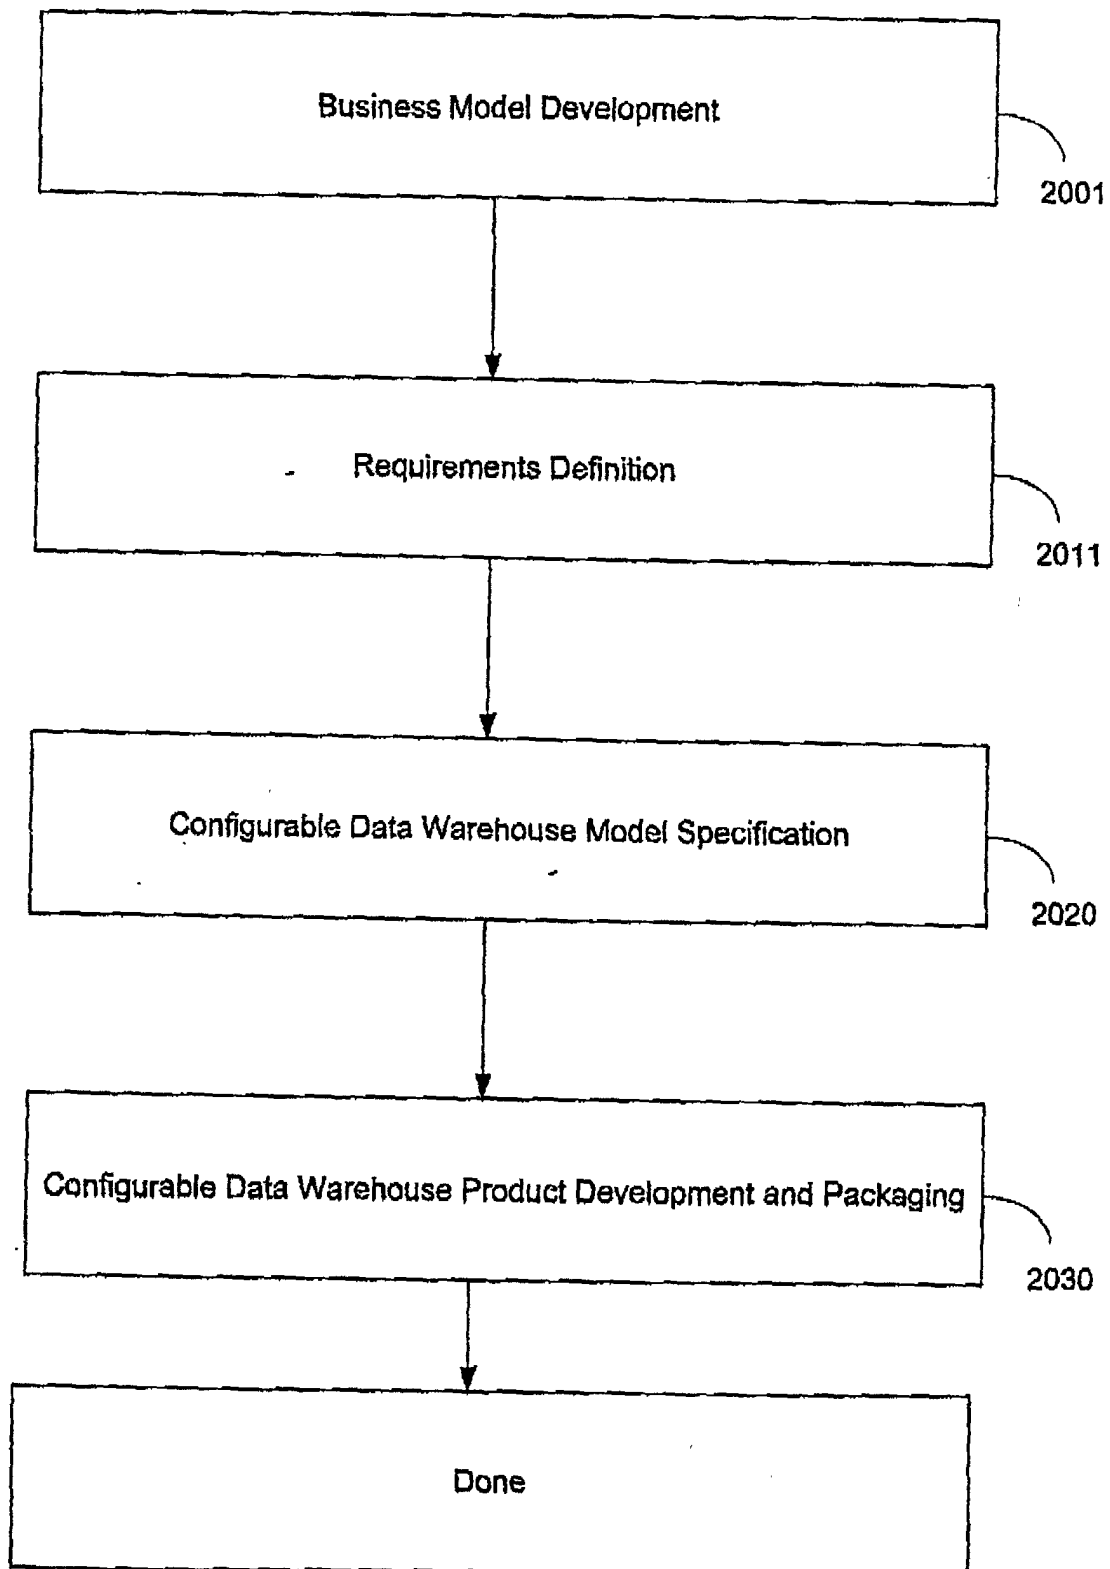 Business Model Development
2001
Requirements Definition
2011
Configurable Data Warehouse Model Specification
2020
Configurable Data Warehouse Product Development and Packaging
2030
Done